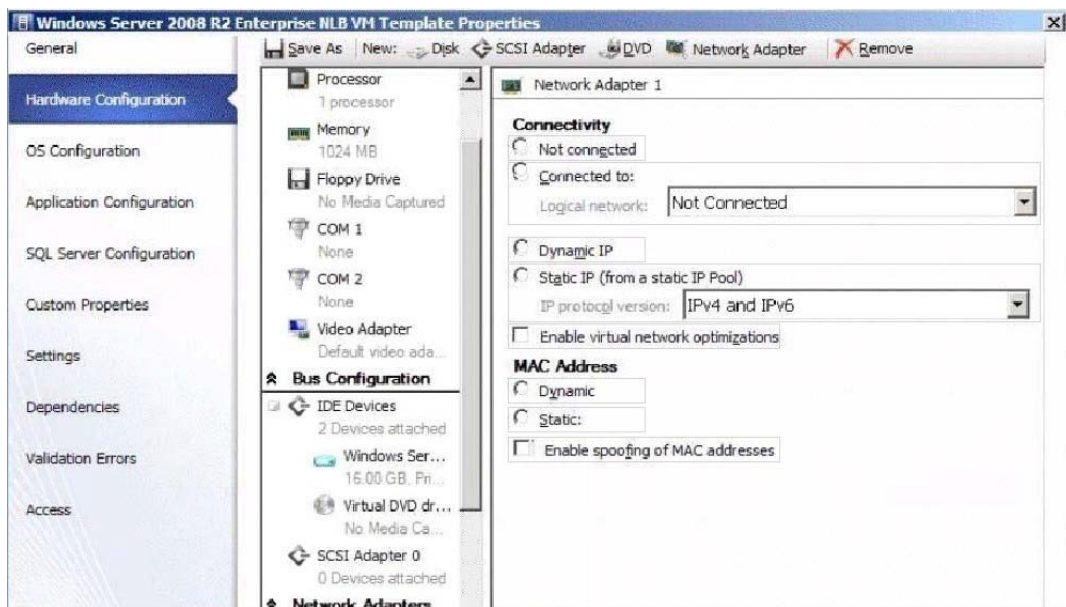 Windows Server 2008 R2 Enterprise NLB VM Template Properties
General
Hardware Configuration
OS Configuration
Application Configuration
SQL Server Configuration
Custom Properties
Settings
Dependencies
Validation Errors
Access
Save As New: Disk SCSI Adapter DVD Network Adapter Remove
Processor
1 processor
Memory
1024 MB
Floppy Drive
No Media Captured
COM 1
None
COM 2
None
Video Adapter
Default video ada...
Bus Configuration
IDE Devices
2 Devices attached
Windows Ser...
16.00 GB, Pri...
Virtual DVD dr...
No Media Ca...
SCSI Adapter 0
0 Devices attached
Network Adapters
Network Adapter 1
Connectivity
Not connected
Connected to:
Logical network: Not Connected
Dynamic IP
Static IP (from a static IP Pool)
IP protocol version: IPv4 and IPv6
Enable virtual network optimizations
MAC Address
Dynamic
Static:
Enable spoofing of MAC addresses